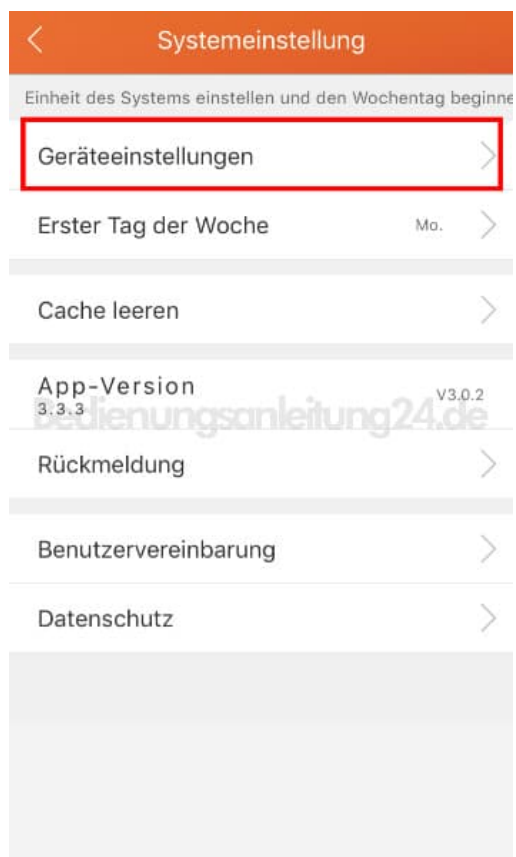 Systemeinstellung
Einheit des Systems einstellen und den Wochentag beginne
Geräteeinstellungen
Erster Tag der Woche Mo.
Cache leeren
App-Version V3.0.2
3.3.3
Bedienungsanleitung24.de
Rückmeldung
Benutzervereinbarung
Datenschutz